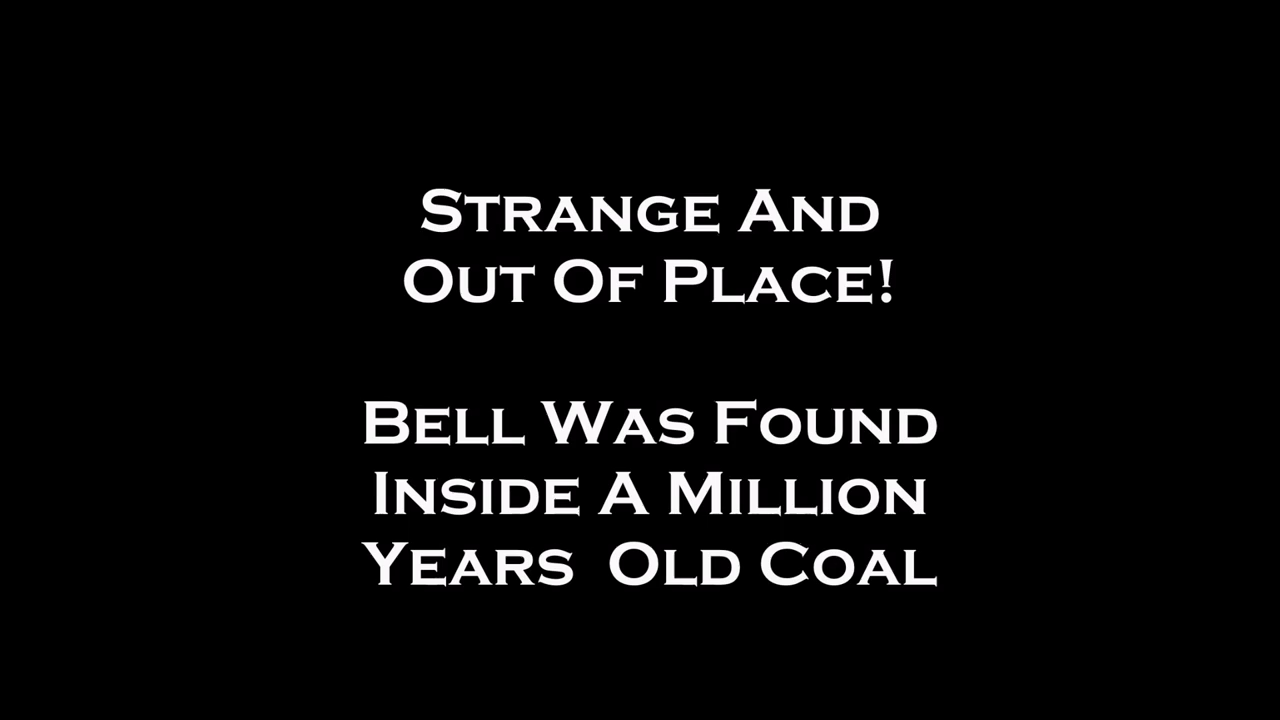 Strange And
Out Of Place!
Bell Was Found
Inside A Million
Years Old Coal